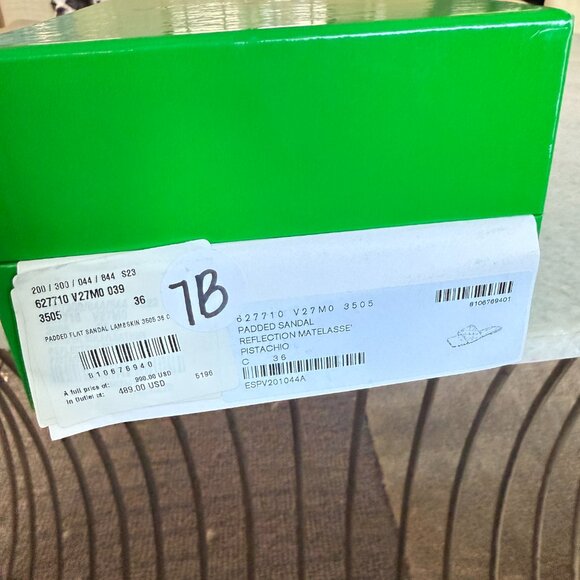 200 / 300 / 044 / 844 S23
627710 V27M0 039
3505 36
PADDED FLAT SANDAL LAMBSKIN 3505 36 C
810676940
A full price at: 990.00 USD
In Outlet at: 489.00 USD
5196
7B
627710 V27M0 3505
PADDED SANDAL
REFLECTION MATELASSE'
PISTACHIO
C 36
ESPV201044A
8106769401